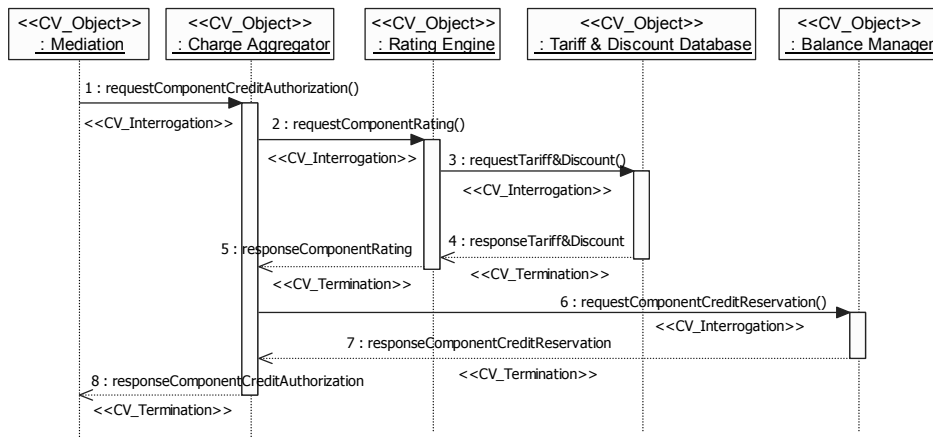 <<CV_Object>>
: Mediation
<<CV_Object>>
: Charge Aggregator
<<CV_Object>>
: Rating Engine
<<CV_Object>>
: Tariff & Discount Database
<<CV_Object>>
: Balance Manager
1 : requestComponentCreditAuthorization()
<<CV_Interrogation>>
2 : requestComponentRating()
<<CV_Interrogation>>
3 : requestTariff&Discount()
<<CV_Interrogation>>
4 : responseTariff&Discount
<<CV_Termination>>
5 : responseComponentRating
<<CV_Termination>>
6 : requestComponentCreditReservation()
<<CV_Interrogation>>
7 : responseComponentCreditReservation
<<CV_Termination>>
8 : responseComponentCreditAuthorization
<<CV_Termination>>